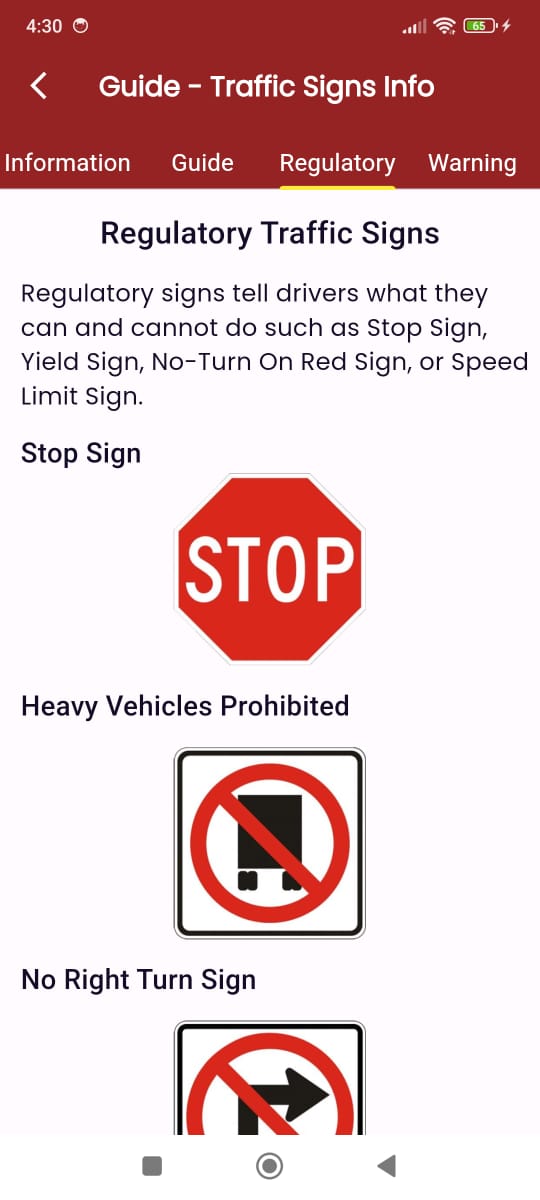 4:30
65
Guide - Traffic Signs Info
Information Guide Regulatory Warning
Regulatory Traffic Signs
Regulatory signs tell drivers what they
can and cannot do such as Stop Sign,
Yield Sign, No-Turn On Red Sign, or Speed
Limit Sign.
Stop Sign
STOP
Heavy Vehicles Prohibited
No Right Turn Sign